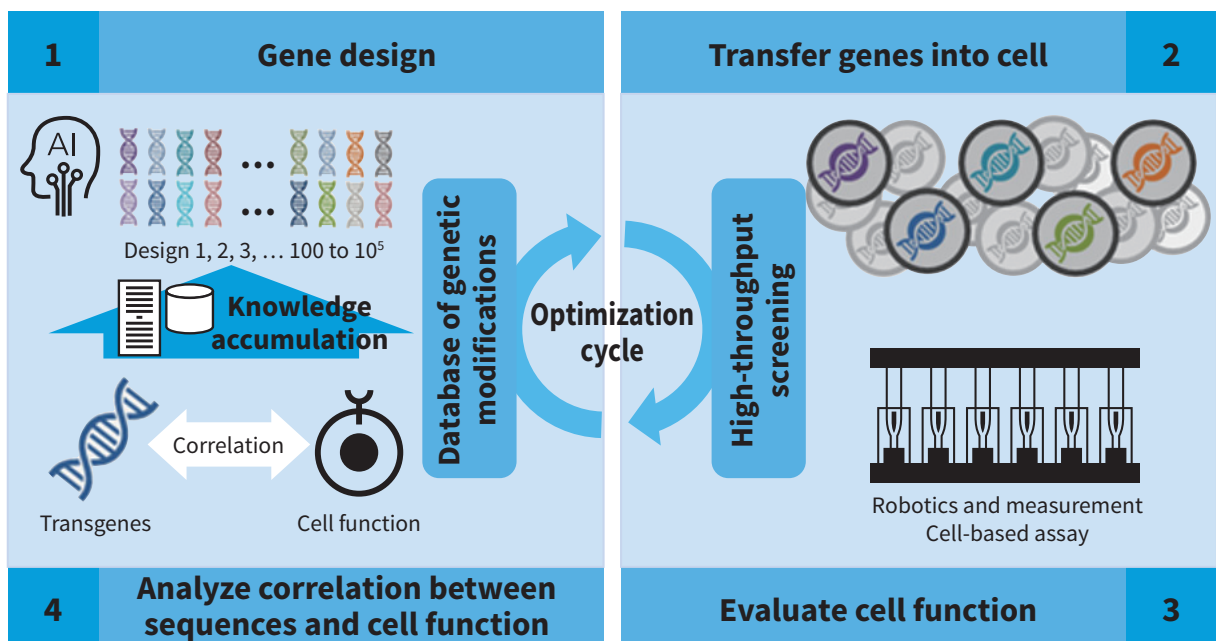 1
Gene design
Transfer genes into cell
2
AI
Design 1, 2, 3, … 100 to 10⁵
Knowledge
accumulation
Correlation
Transgenes
Cell function
Database of genetic
modifications
Optimization
cycle
High-throughput
screening
Robotics and measurement
Cell-based assay
4
Analyze correlation between
sequences and cell function
Evaluate cell function
3